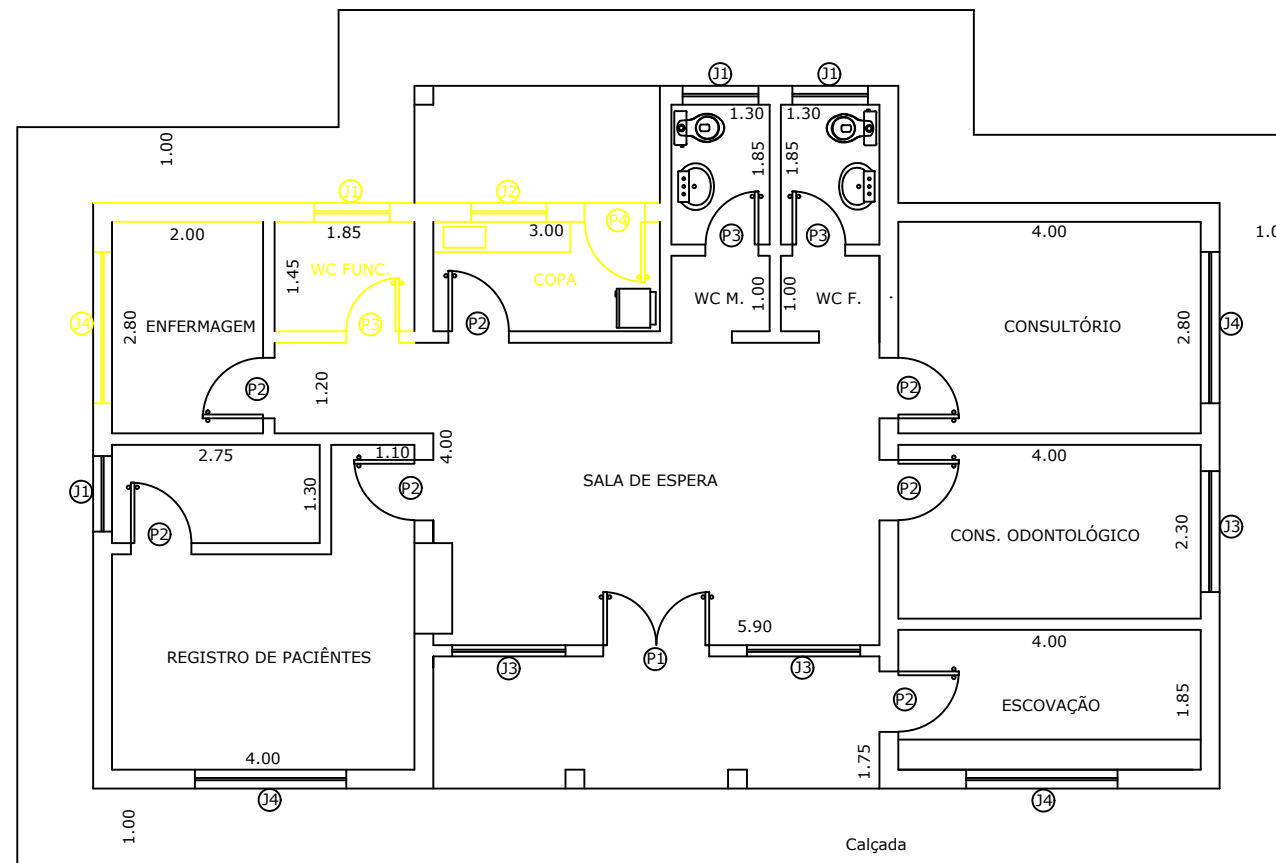 J1
J1
1.30
1.30
1.00
1.85
1.85
J1
J2
2.00
1.85
3.00
P4
P3
P3
4.00
1.0
1.45
WC FUNC.
COPA
2.80
ENFERMAGEM
J4
P3
P2
WC M.
1.00
1.00
WC F.
CONSULTÓRIO
2.80
J4
P2
1.20
P2
2.75
1.10
4.00
4.00
J1
1.30
P2
P2
SALA DE ESPERA
P2
CONS. ODONTOLÓGICO
2.30
J3
5.90
4.00
REGISTRO DE PACIÊNTES
J3
P1
J3
P2
ESCOVAÇÃO
1.85
4.00
1.75
J4
J4
1.00
Calçada